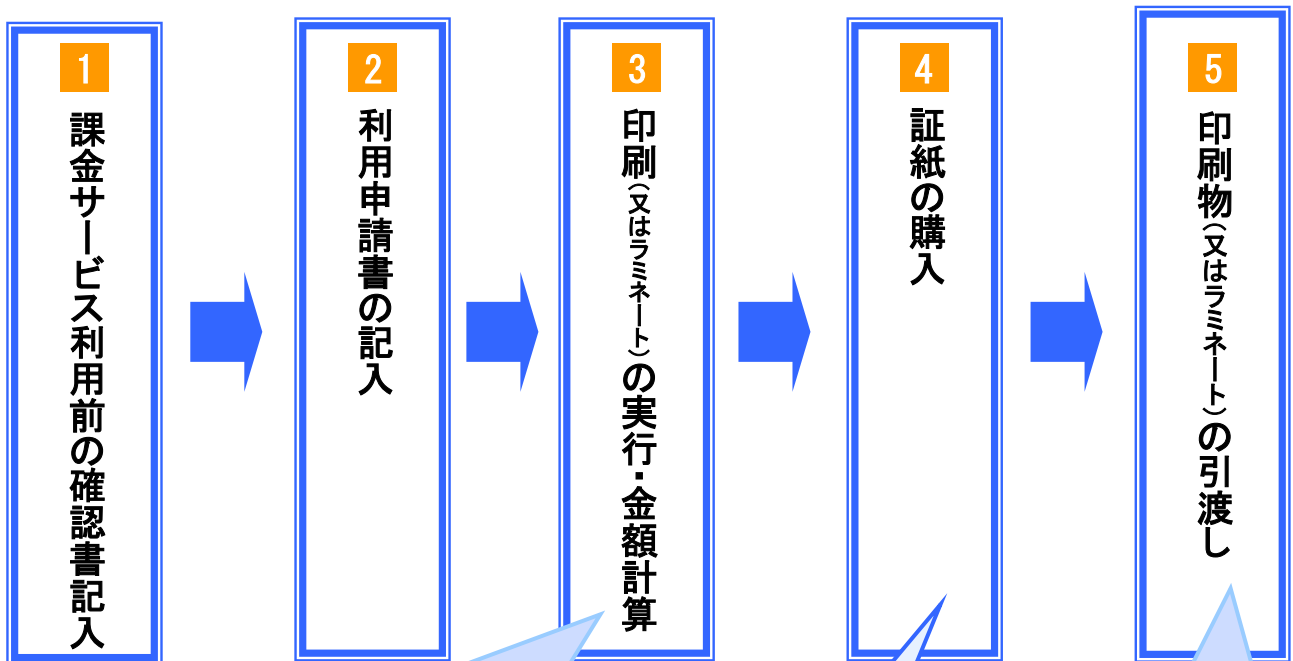 1
課金サービス利用前の確認書記入
2
利用申請書の記入
3
印刷（又はラミネート）の実行・金額計算
4
証紙の購入
5
印刷物（又はラミネート）の引渡し